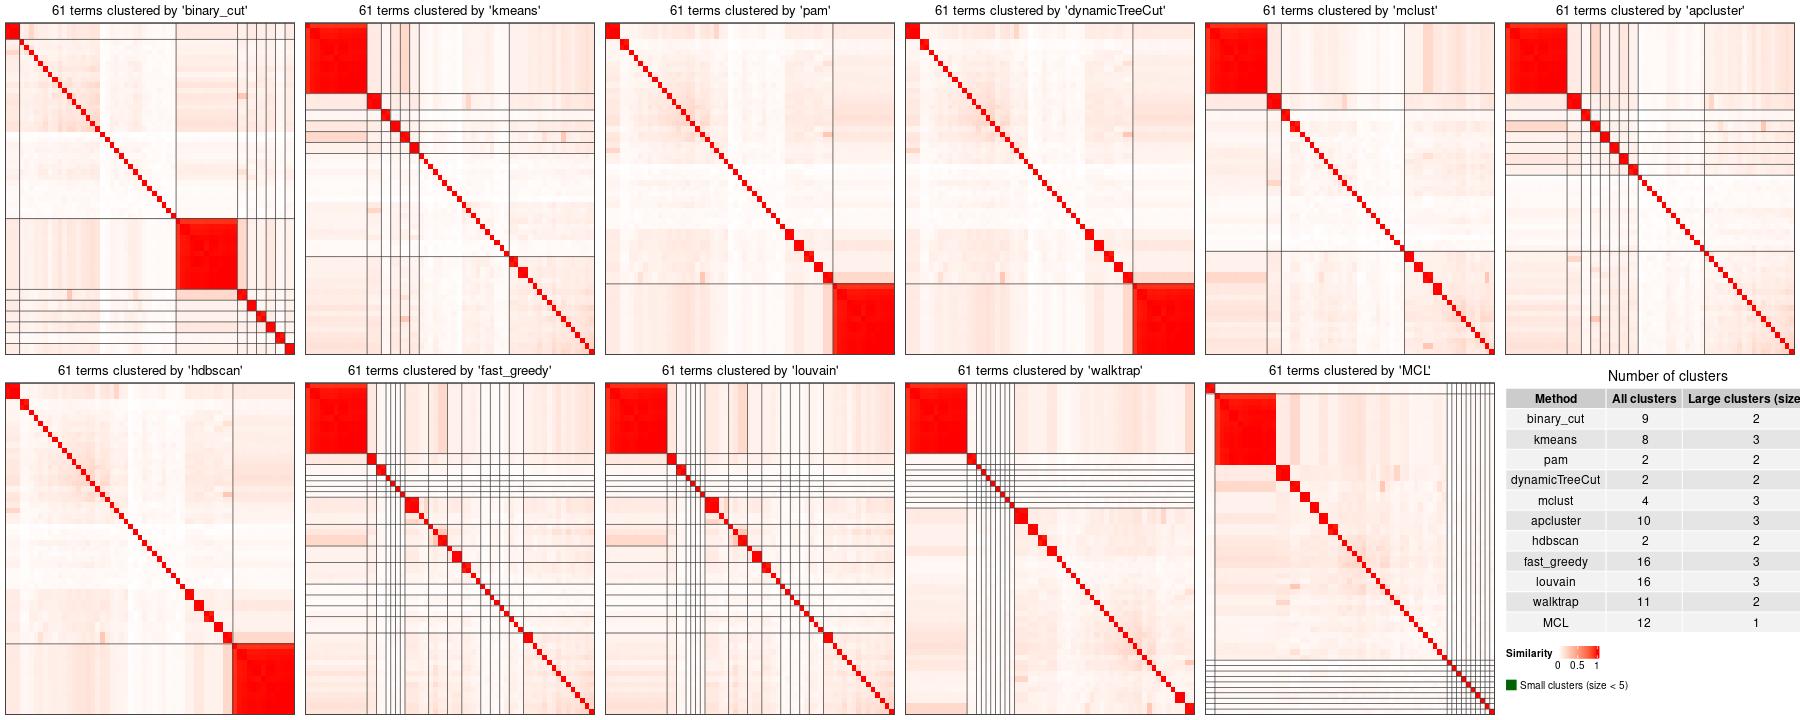 61 terms clustered by 'binary_cut'
61 terms clustered by 'kmeans'
61 terms clustered by 'pam'
61 terms clustered by 'dynamicTreeCut'
61 terms clustered by 'mclust'
61 terms clustered by 'apcluster'
61 terms clustered by 'hdbscan'
61 terms clustered by 'fast_greedy'
61 terms clustered by 'louvain'
61 terms clustered by 'walktrap'
61 terms clustered by 'MCL'
Number of clusters
Method All clusters Large clusters (size
binary_cut 9 2
kmeans 8 3
pam 2 2
dynamicTreeCut 2 2
mclust 4 3
apcluster 10 3
hdbscan 2 2
fast_greedy 16 3
louvain 16 3
walktrap 11 2
MCL 12 1
Similarity
0 0.5 1
Small clusters (size < 5)